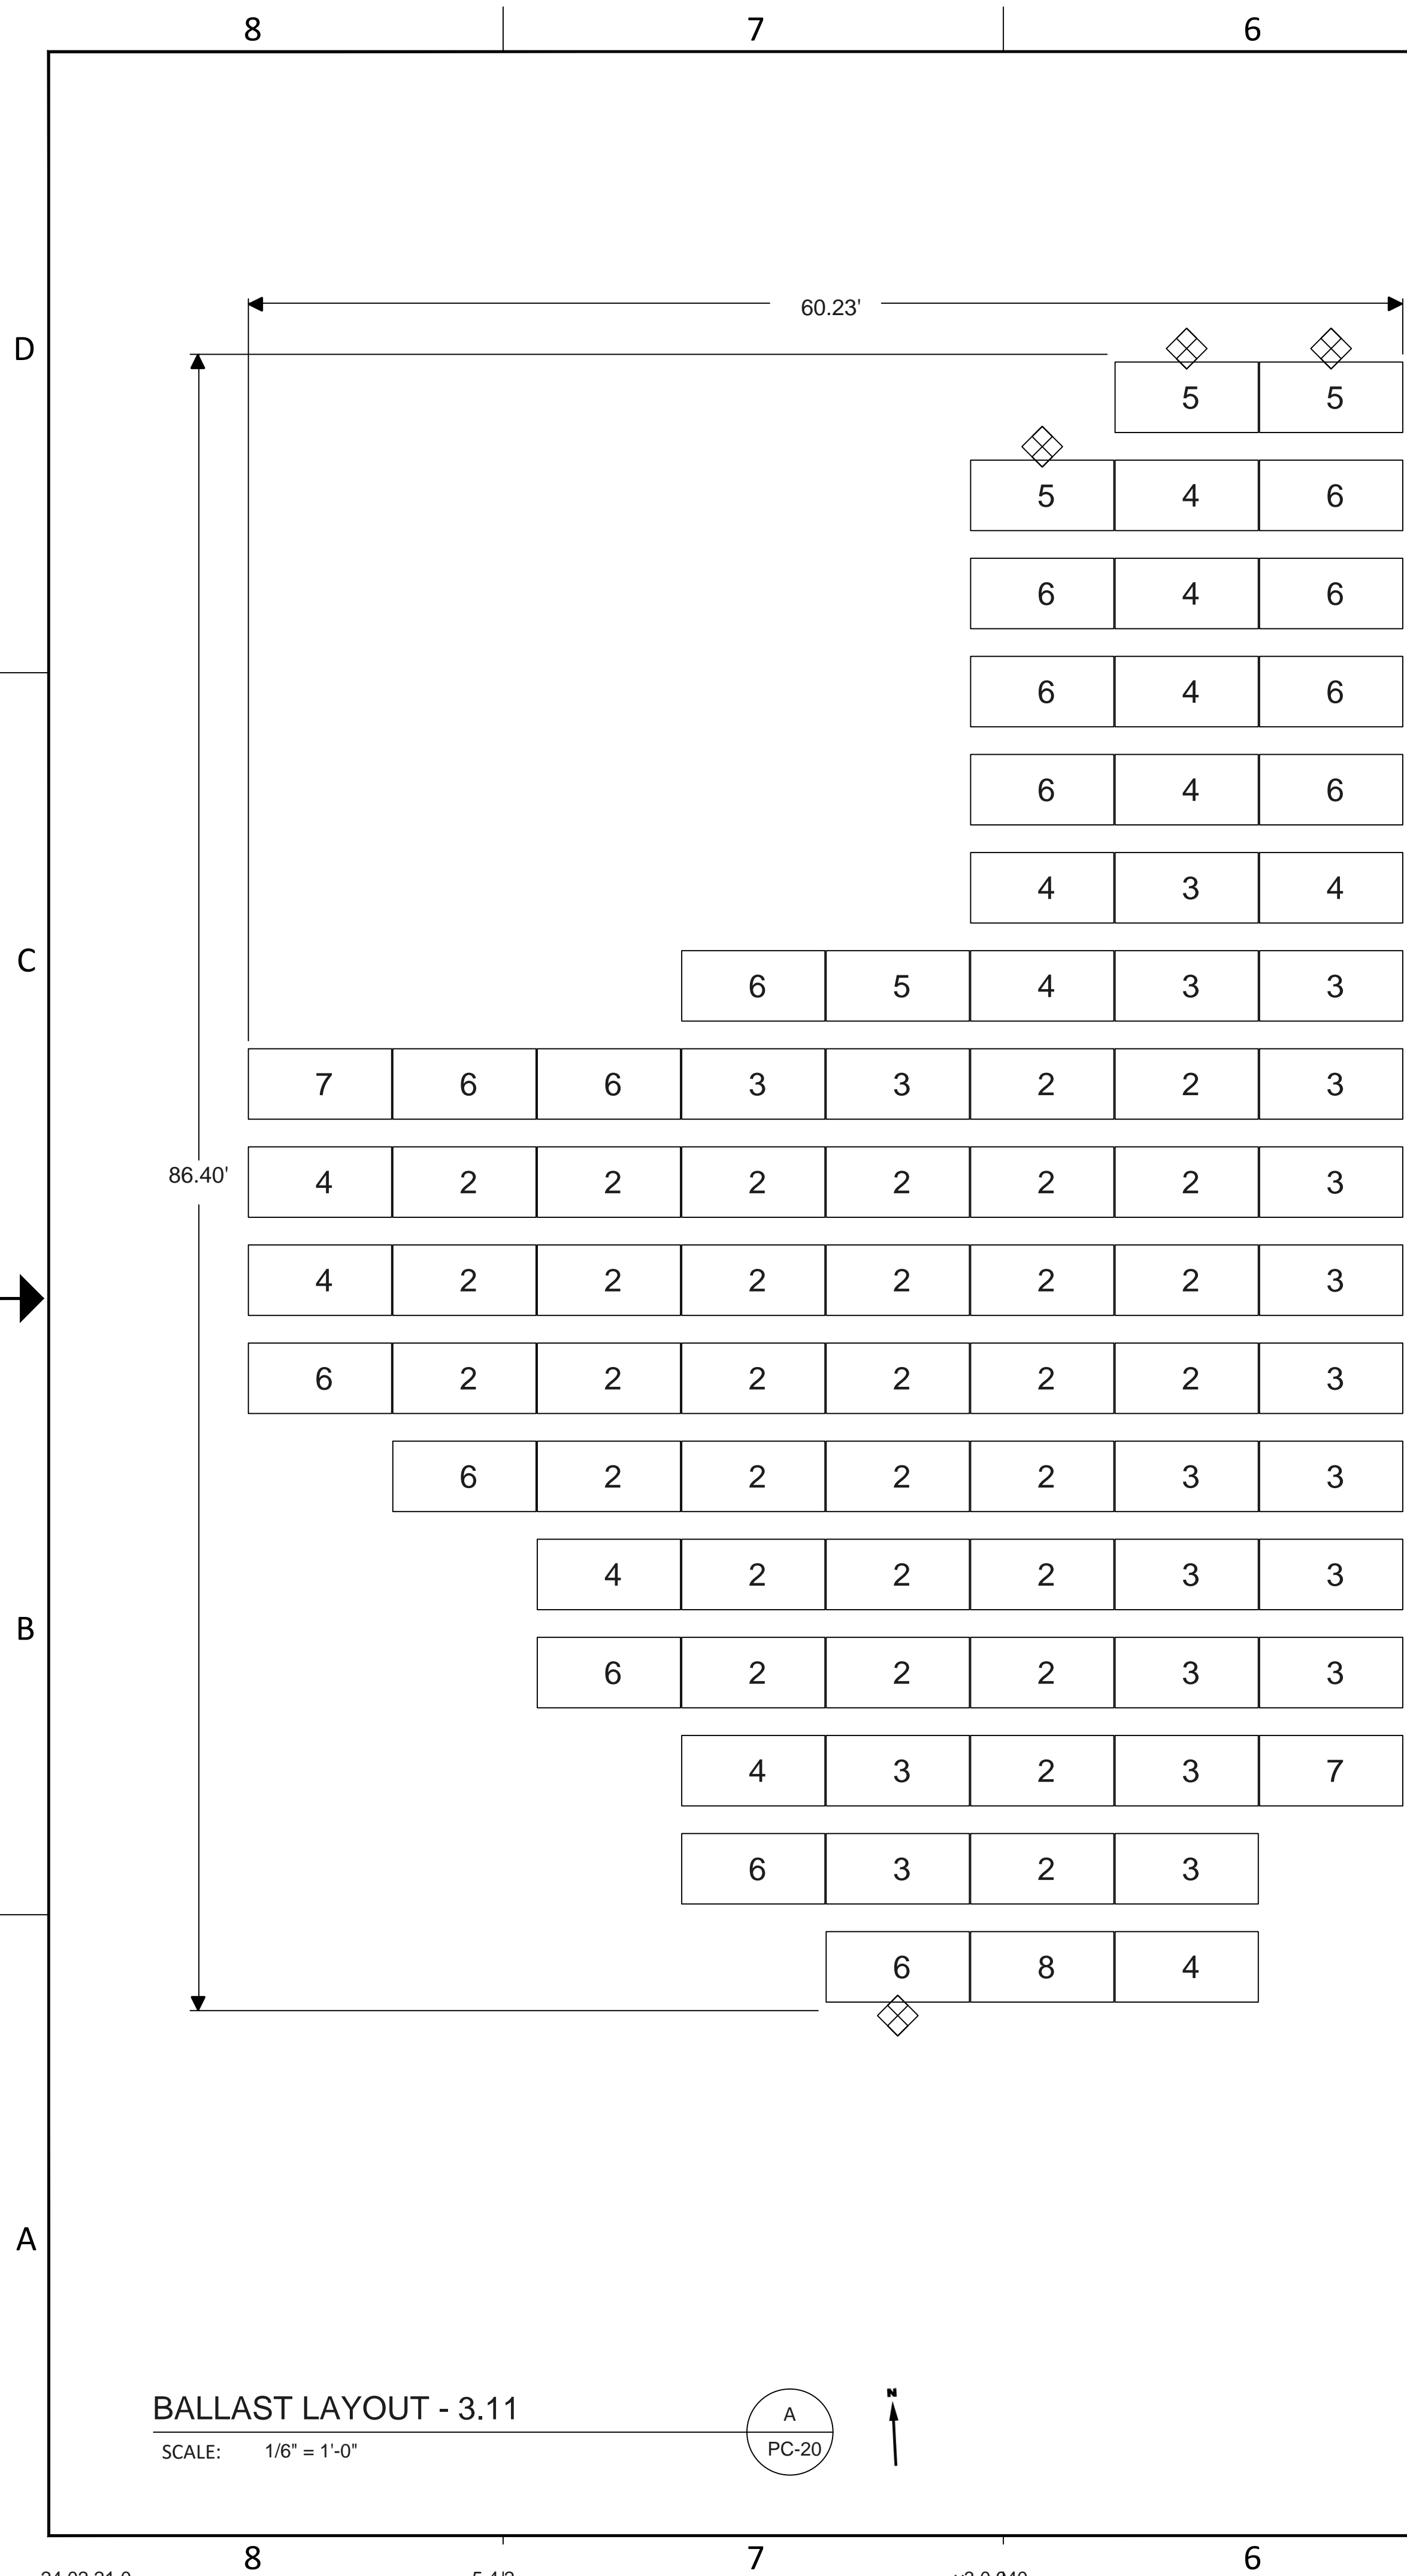 8 7 6
60.23'
D
5 5
5 4 6
6 4 6
6 4 6
6 4 6
4 3 4
C
6 5 4 3 3
7 6 6 3 3 2 2 3
86.40'
4 2 2 2 2 2 2 3
4 2 2 2 2 2 2 3
6 2 2 2 2 2 2 3
6 2 2 2 2 3 3
4 2 2 2 3 3
B
6 2 2 2 3 3
4 3 2 3 7
6 3 2 3
6 8 4
A
N
BALLAST LAYOUT - 3.11
A
SCALE: 1/6" = 1'-0"
PC-20
8 7 6